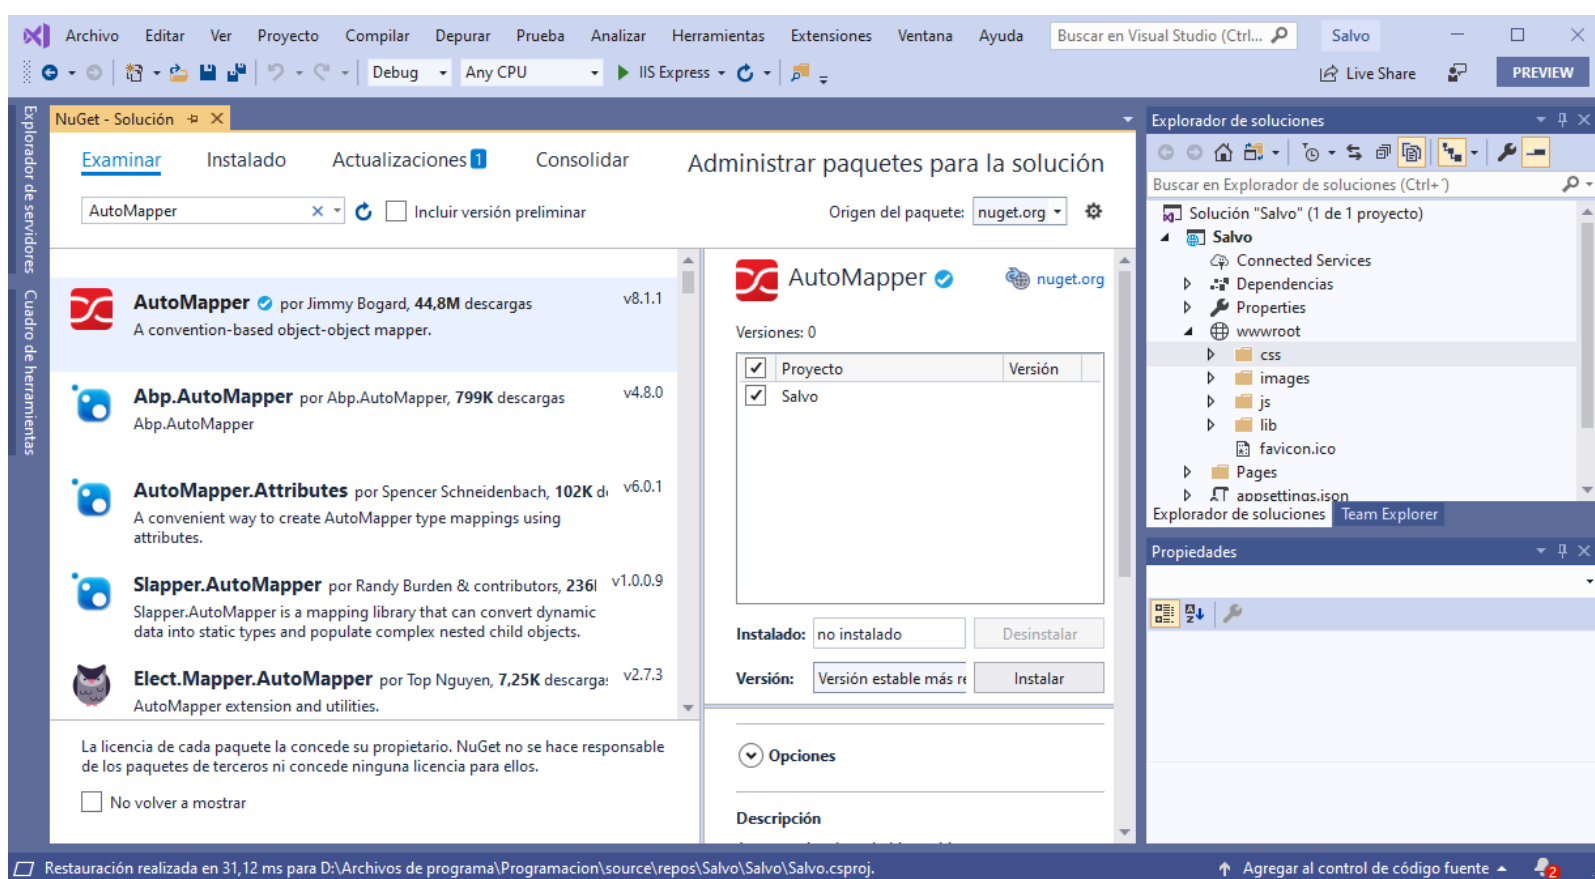 Archivo Editar Ver Proyecto Compilar Depurar Prueba Analizar Herramientas Extensiones Ventana Ayuda Buscar en Visual Studio (Ctrl... Salvo
Debug Any CPU IIS Express Live Share PREVIEW
Explorador de servidores
Cuadro de herramientas
NuGet - Solución
Examinar Instalado Actualizaciones 1 Consolidar Administrar paquetes para la solución
AutoMapper Incluir versión preliminar Origen del paquete: nuget.org
AutoMapper por Jimmy Bogard, 44,8M descargas v8.1.1
A convention-based object-object mapper.
Abp.AutoMapper por Abp.AutoMapper, 799K descargas v4.8.0
Abp.AutoMapper
AutoMapper.Attributes por Spencer Schneidenbach, 102K v6.0.1
A convenient way to create AutoMapper type mappings using
attributes.
Slapper.AutoMapper por Randy Burden & contributors, v1.0.0.9
Slapper.AutoMapper is a mapping library that can convert dynamic
data into static types and populate complex nested child objects.
Elect.Mapper.AutoMapper por Top Nguyen, 7,25K descargas v2.7.3
AutoMapper extension and utilities.
La licencia de cada paquete la concede su propietario. NuGet no se hace responsable
de los paquetes de terceros ni concede ninguna licencia para ellos.
No volver a mostrar
AutoMapper nuget.org
Versiones: 0
Proyecto Versión
Salvo
Instalado: no instalado Desinstalar
Versión: Versión estable más re Instalar
Opciones
Descripción
Explorador de soluciones
Buscar en Explorador de soluciones (Ctrl+´)
Solución "Salvo" (1 de 1 proyecto)
Salvo
Connected Services
Dependencias
Properties
wwwroot
css
images
js
lib
favicon.ico
Pages
appsettings.json
Explorador de soluciones Team Explorer
Propiedades
Restauración realizada en 31,12 ms para D:\Archivos de programa\Programacion\source\repos\Salvo\Salvo\Salvo.csproj. Agregar al control de código fuente 2